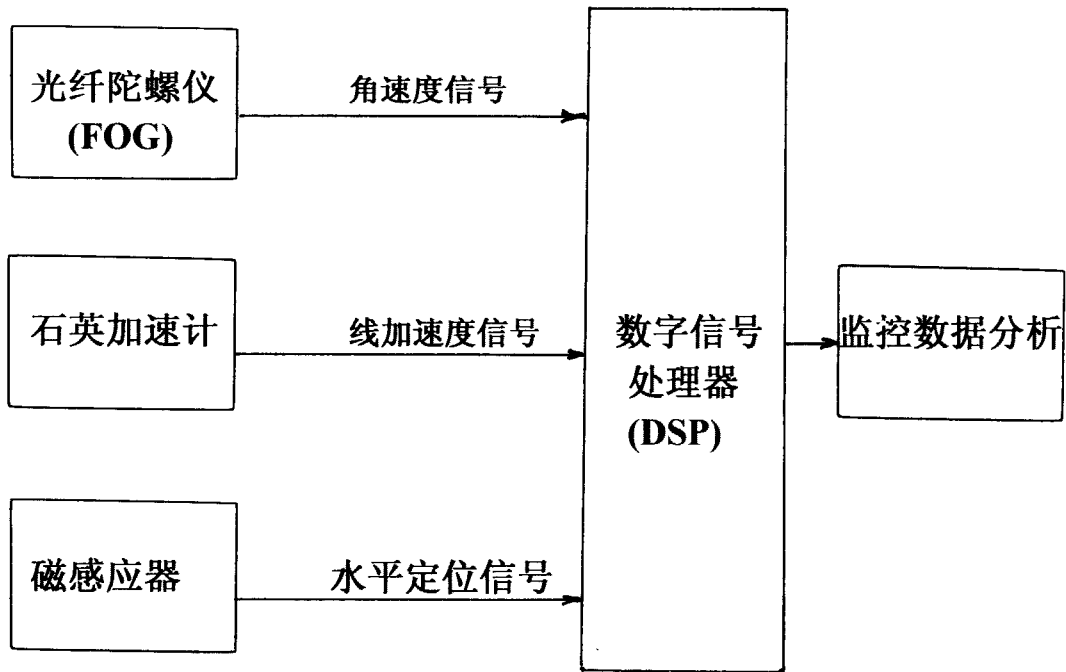 光纤陀螺仪
(FOG)
角速度信号
石英加速计
线加速度信号
数字信号
处理器
(DSP)
监控数据分析
磁感应器
水平定位信号